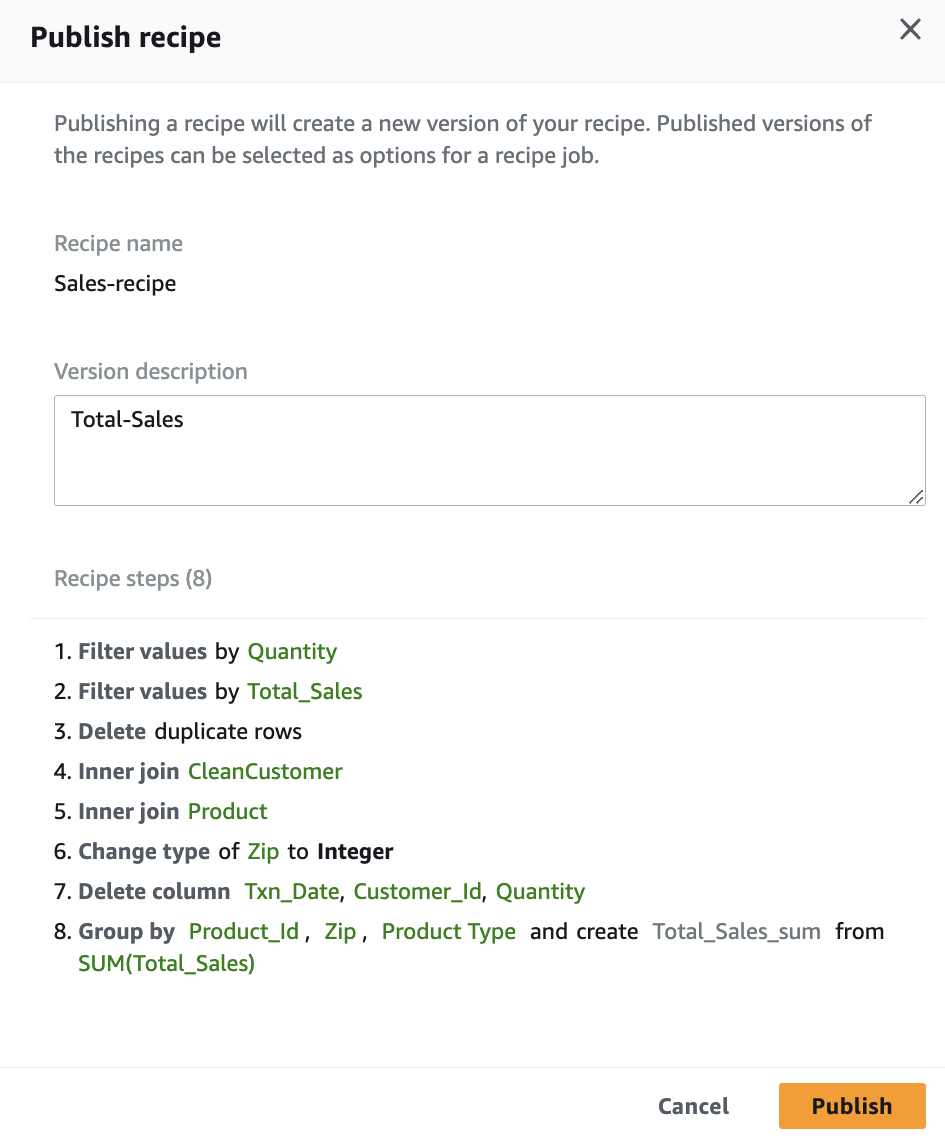 Publish recipe
Publishing a recipe will create a new version of your recipe. Published versions of
the recipes can be selected as options for a recipe job.
Recipe name
Sales-recipe
Version description
Total-Sales
Recipe steps (8)
1. Filter values by Quantity
2. Filter values by Total_Sales
3. Delete duplicate rows
4. Inner join CleanCustomer
5. Inner join Product
6. Change type of Zip to Integer
7. Delete column Txn_Date, Customer_Id, Quantity
8. Group by Product_Id , Zip , Product Type and create Total_Sales_sum from
SUM(Total_Sales)
Cancel Publish